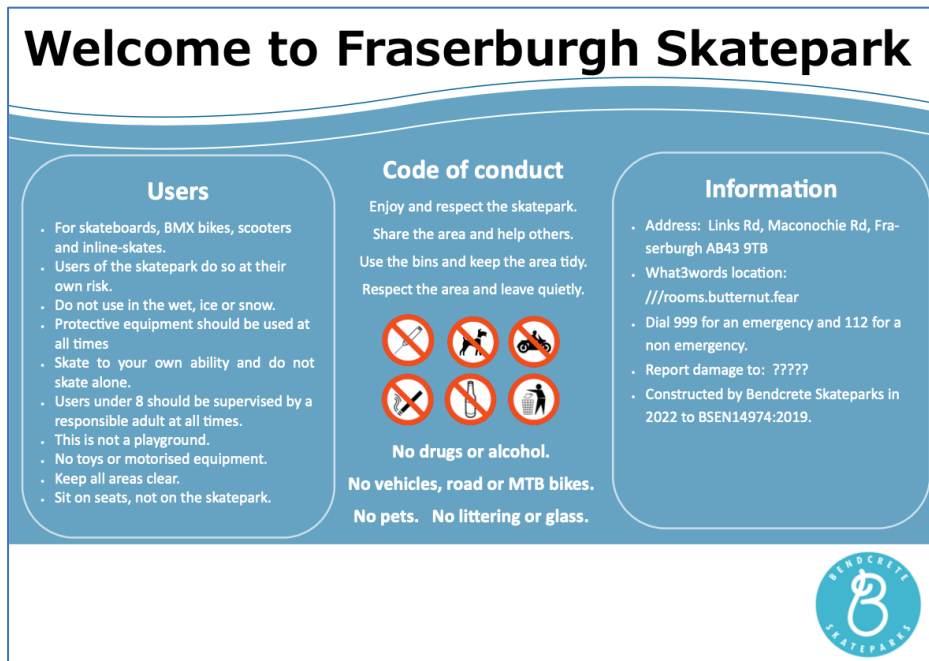 Welcome to Fraserburgh Skatepark
Users
• For skateboards, BMX bikes, scooters
and inline-skates.
• Users of the skatepark do so at their
own risk.
• Do not use in the wet, ice or snow.
• Protective equipment should be used at
all times
• Skate to your own ability and do not
skate alone.
• Users under 8 should be supervised by a
responsible adult at all times.
• This is not a playground.
• No toys or motorised equipment.
• Keep all areas clear.
• Sit on seats, not on the skatepark.
Code of conduct
Enjoy and respect the skatepark.
Share the area and help others.
Use the bins and keep the area tidy.
Respect the area and leave quietly.
No drugs or alcohol.
No vehicles, road or MTB bikes.
No pets.   No littering or glass.
Information
• Address:  Links Rd, Maconochie Rd, Fra-
serburgh AB43 9TB
• What3words location:
///rooms.butternut.fear
• Dial 999 for an emergency and 112 for a
non emergency.
• Report damage to:  ?????
• Constructed by Bendcrete Skateparks in
2022 to BSEN14974:2019.
BENDCRETE
B
SKATEPARKS